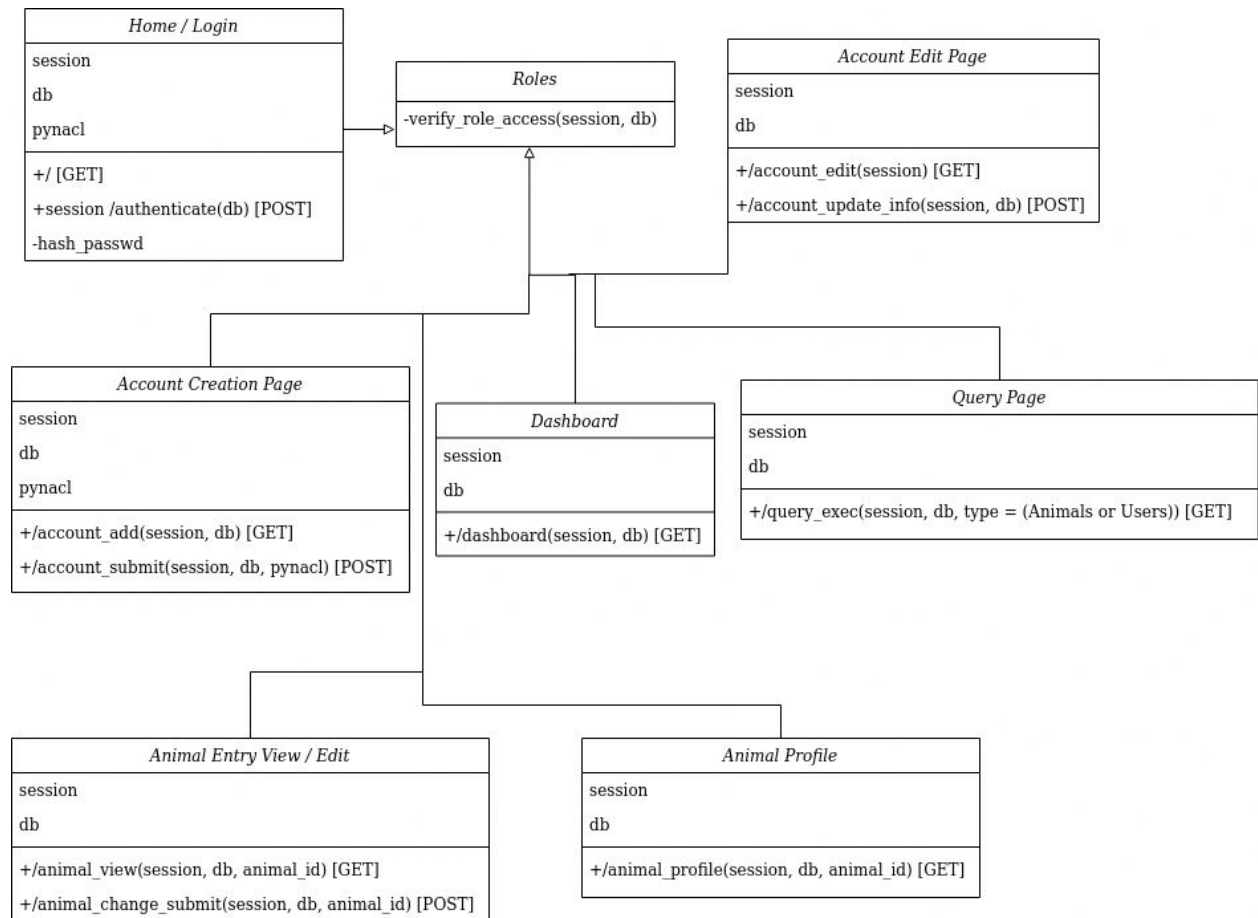 Home / Login
session
db
pynacl
+/ [GET]
+session /authenticate(db) [POST]
-hash_passwd
Roles
-verify_role_access(session, db)
Account Edit Page
session
db
+/account_edit(session) [GET]
+/account_update_info(session, db) [POST]
Account Creation Page
session
db
pynacl
+/account_add(session, db) [GET]
+/account_submit(session, db, pynacl) [POST]
Dashboard
session
db
+/dashboard(session, db) [GET]
Query Page
session
db
+/query_exec(session, db, type = (Animals or Users)) [GET]
Animal Entry View / Edit
session
db
+/animal_view(session, db, animal_id) [GET]
+/animal_change_submit(session, db, animal_id) [POST]
Animal Profile
session
db
+/animal_profile(session, db, animal_id) [GET]